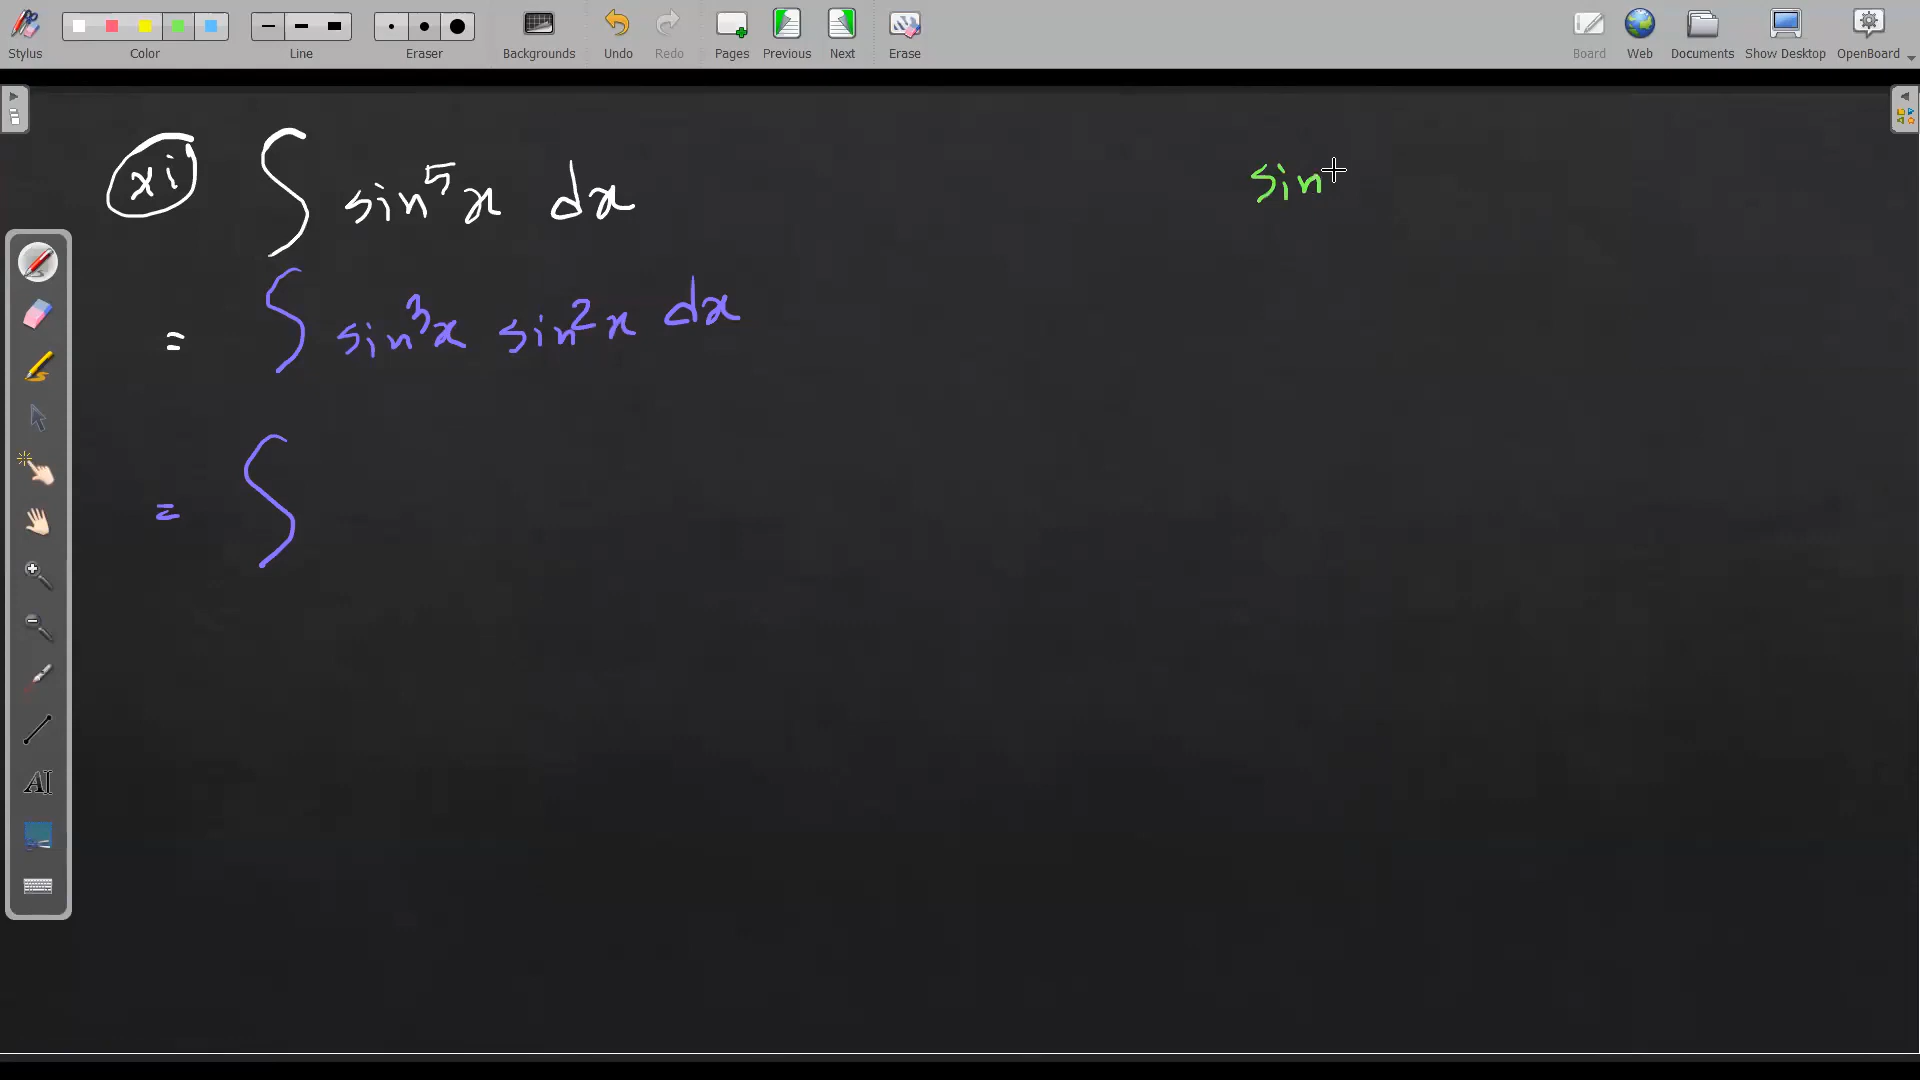 Stylus Color Line Eraser Backgrounds Undo Redo Pages Previous Next Erase Board Web Documents Show Desktop OpenBoard
xi ∫ sin⁵x dx
sin
= ∫ sin³x sin²x dx
= ∫
AI